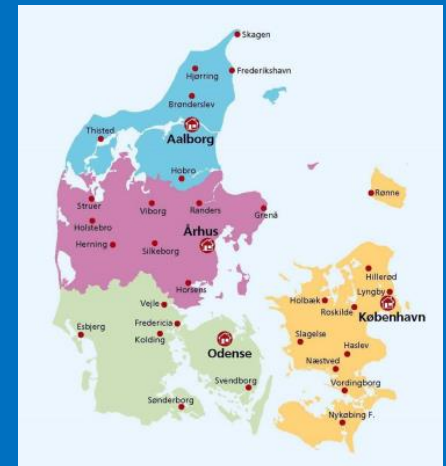 Skagen
Hjørring
Frederikshavn
Brønderslev
Thisted
Aalborg
Hobro
Struer
Viborg
Randers
Grenå
Rønne
Holstebro
Århus
Herning
Silkeborg
Horsens
Hillerød
Lyngby
Vejle
Holbæk
Roskilde
København
Esbjerg
Fredericia
Kolding
Slagelse
Haslev
Odense
Næstved
Svendborg
Vordingborg
Sønderborg
Nykøbing F.